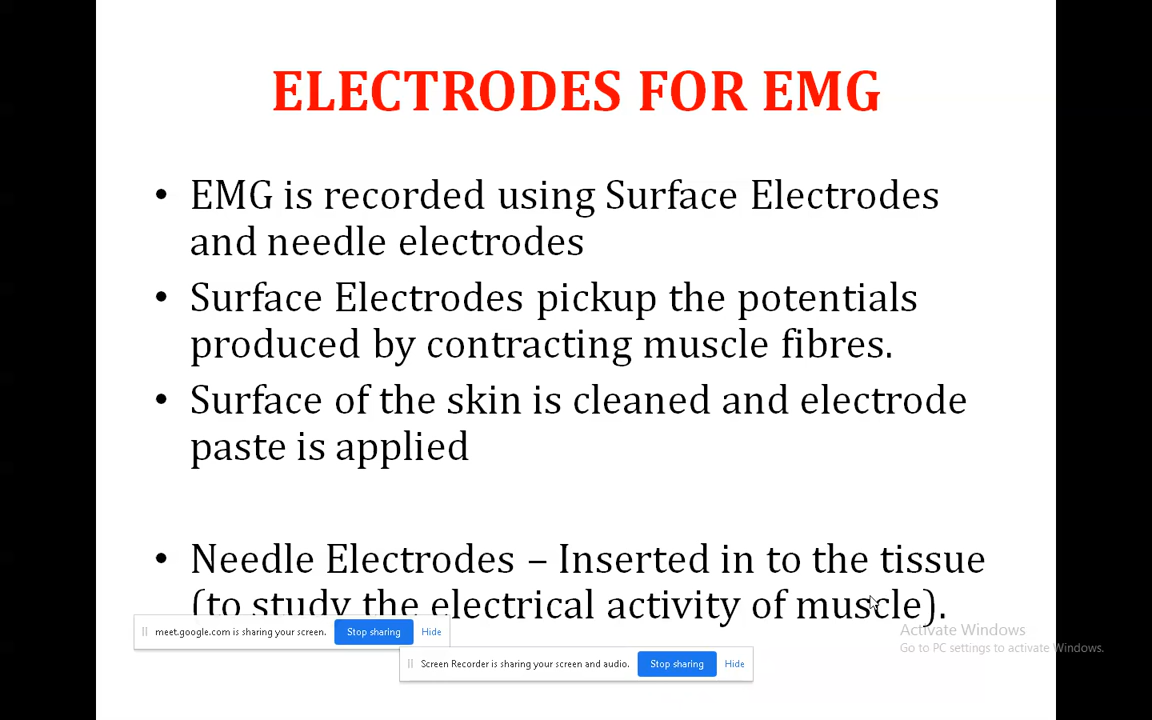 ELECTRODES FOR EMG
• EMG is recorded using Surface Electrodes
and needle electrodes
• Surface Electrodes pickup the potentials
produced by contracting muscle fibres.
• Surface of the skin is cleaned and electrode
paste is applied
• Needle Electrodes – Inserted in to the tissue
(to study the electrical activity of muscle).
meet.google.com is sharing your screen. Stop sharing Hide
Activate Windows
Go to PC settings to activate Windows.
Screen Recorder is sharing your screen and audio. Stop sharing Hide